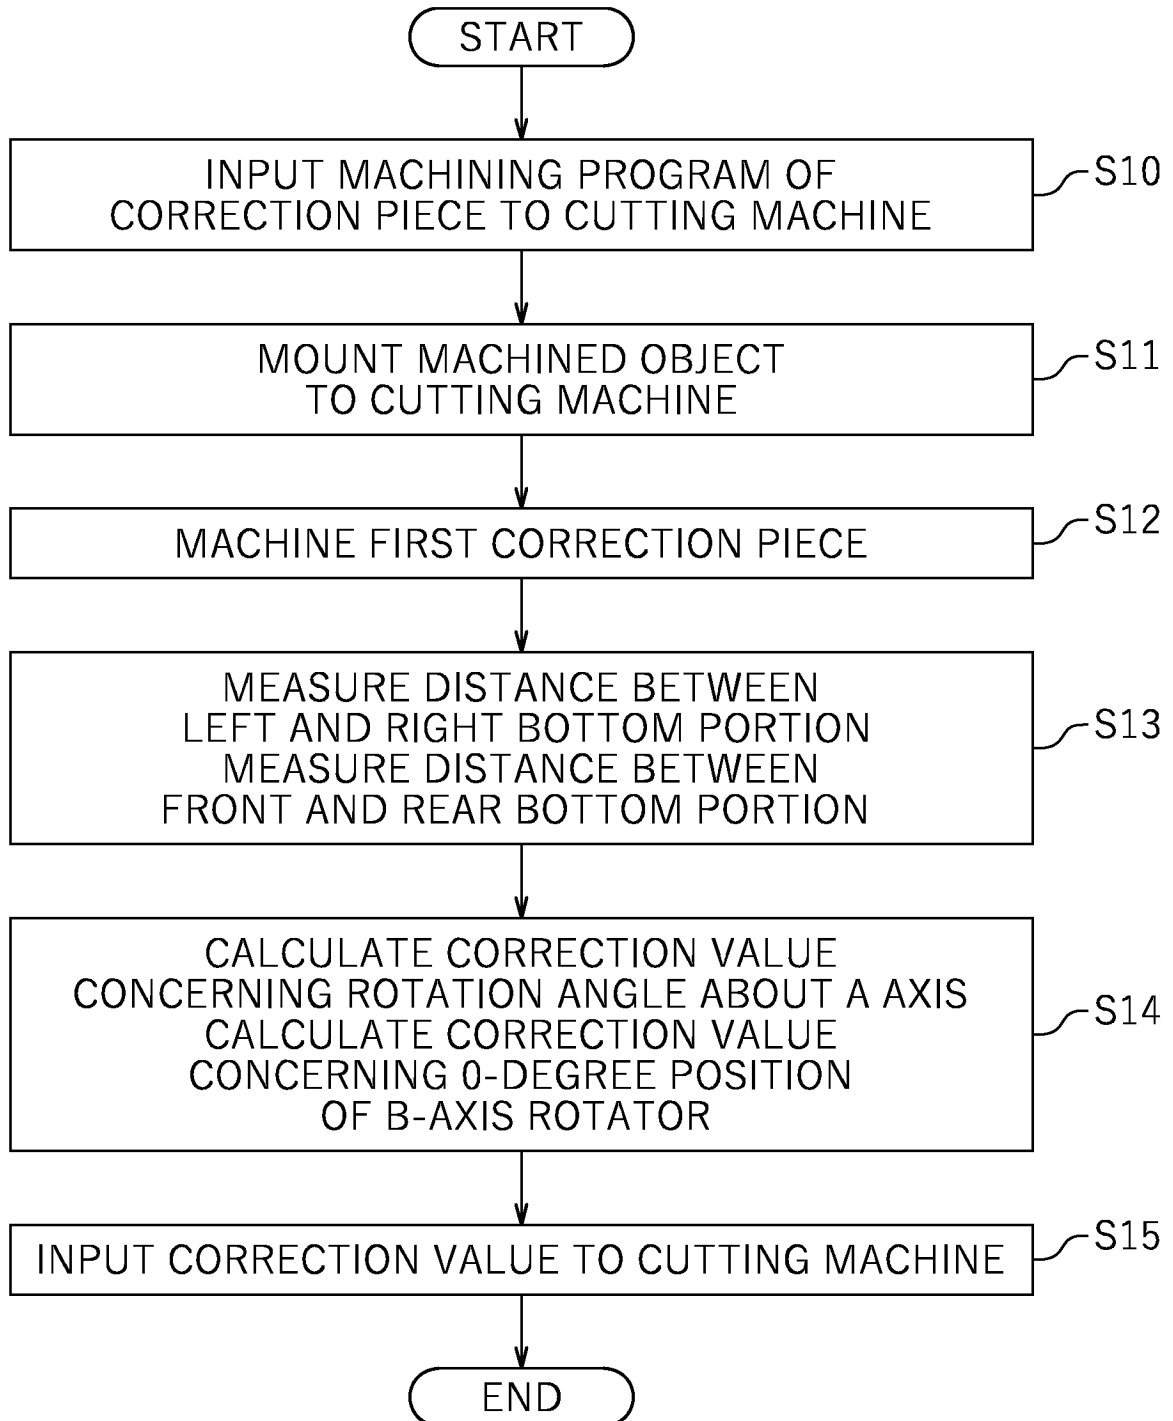 START
INPUT MACHINING PROGRAM OF
CORRECTION PIECE TO CUTTING MACHINE
S10
MOUNT MACHINED OBJECT
TO CUTTING MACHINE
S11
MACHINE FIRST CORRECTION PIECE
S12
MEASURE DISTANCE BETWEEN
LEFT AND RIGHT BOTTOM PORTION
MEASURE DISTANCE BETWEEN
FRONT AND REAR BOTTOM PORTION
S13
CALCULATE CORRECTION VALUE
CONCERNING ROTATION ANGLE ABOUT A AXIS
CALCULATE CORRECTION VALUE
CONCERNING 0-DEGREE POSITION
OF B-AXIS ROTATOR
S14
INPUT CORRECTION VALUE TO CUTTING MACHINE
S15
END